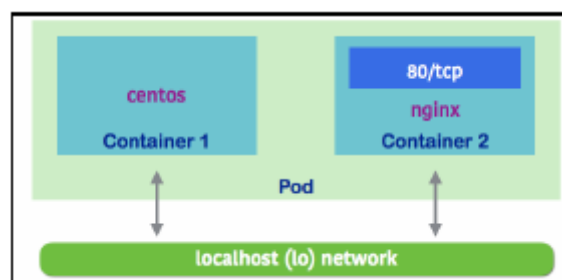 80/tcp
centos
nginx
Container 1
Container 2
Pod
localhost (lo) network